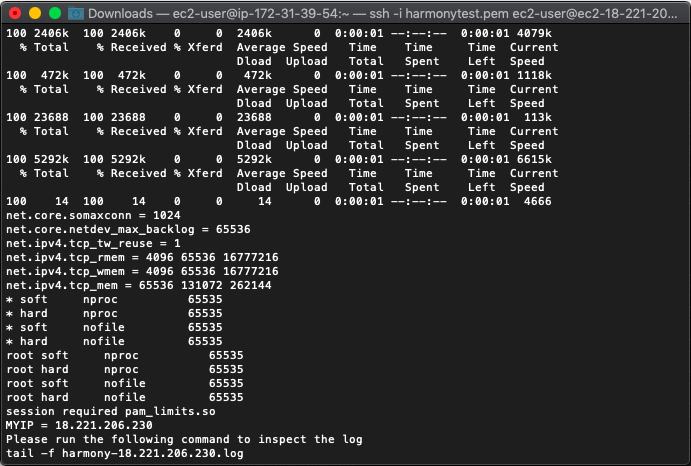 Downloads — ec2-user@ip-172-31-39-54:~ — ssh -i harmonytest.pem ec2-user@ec2-18-221-20...
100 2406k  100 2406k    0     0  2406k      0  0:00:01 --:--:--  0:00:01 4079k
  % Total    % Received % Xferd  Average Speed   Time    Time     Time  Current
                                 Dload  Upload   Total   Spent    Left  Speed
100  472k  100  472k    0     0   472k      0  0:00:01 --:--:--  0:00:01 1118k
  % Total    % Received % Xferd  Average Speed   Time    Time     Time  Current
                                 Dload  Upload   Total   Spent    Left  Speed
100 23688  100 23688    0     0  23688      0  0:00:01 --:--:--  0:00:01  113k
  % Total    % Received % Xferd  Average Speed   Time    Time     Time  Current
                                 Dload  Upload   Total   Spent    Left  Speed
100 5292k  100 5292k    0     0  5292k      0  0:00:01 --:--:--  0:00:01 6615k
  % Total    % Received % Xferd  Average Speed   Time    Time     Time  Current
                                 Dload  Upload   Total   Spent    Left  Speed
100    14  100    14    0     0     14      0  0:00:01 --:--:--  0:00:01  4666
net.core.somaxconn = 1024
net.core.netdev_max_backlog = 65536
net.ipv4.tcp_tw_reuse = 1
net.ipv4.tcp_rmem = 4096 65536 16777216
net.ipv4.tcp_wmem = 4096 65536 16777216
net.ipv4.tcp_mem = 65536 131072 262144
* soft     nproc          65535
* hard     nproc          65535
* soft     nofile         65535
* hard     nofile         65535
root soft     nproc          65535
root hard     nproc          65535
root soft     nofile         65535
root hard     nofile         65535
session required pam_limits.so
MYIP = 18.221.206.230
Please run the following command to inspect the log
tail -f harmony-18.221.206.230.log